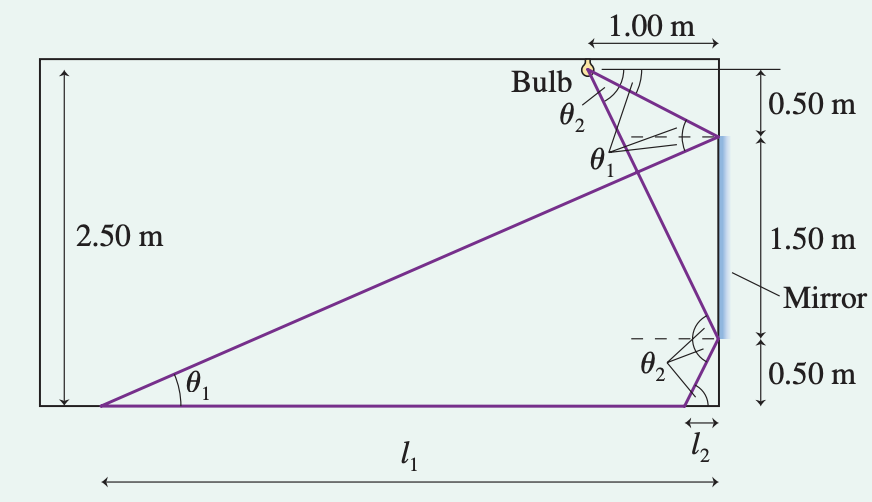 1.00 m
Bulb
0.50 m
θ₂
θ₁
2.50 m
1.50 m
Mirror
θ₂
0.50 m
θ₁
l₂
l₁